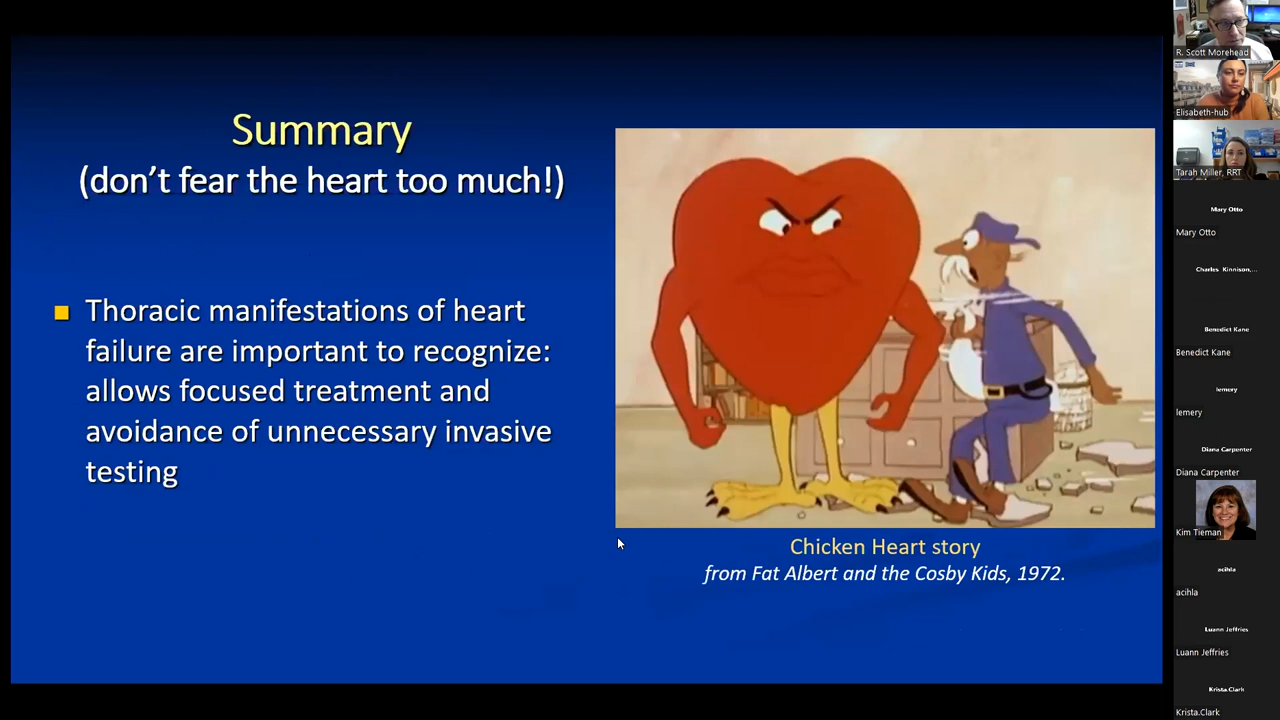 Summary
(don’t fear the heart too much!)
Thoracic manifestations of heart
failure are important to recognize:
allows focused treatment and
avoidance of unnecessary invasive
testing
Chicken Heart story
from Fat Albert and the Cosby Kids, 1972.
R. Scott Morehead
Elisabeth-hub
Tarah Miller, RRT
Mary Otto
Mary Otto
Charles Kinnison,...
Benedict Kane
Benedict Kane
lemery
lemery
Diana Carpenter
Diana Carpenter
Kim Tieman
acihla
acihla
Luann Jeffries
Luann Jeffries
Krista.Clark
Krista.Clark